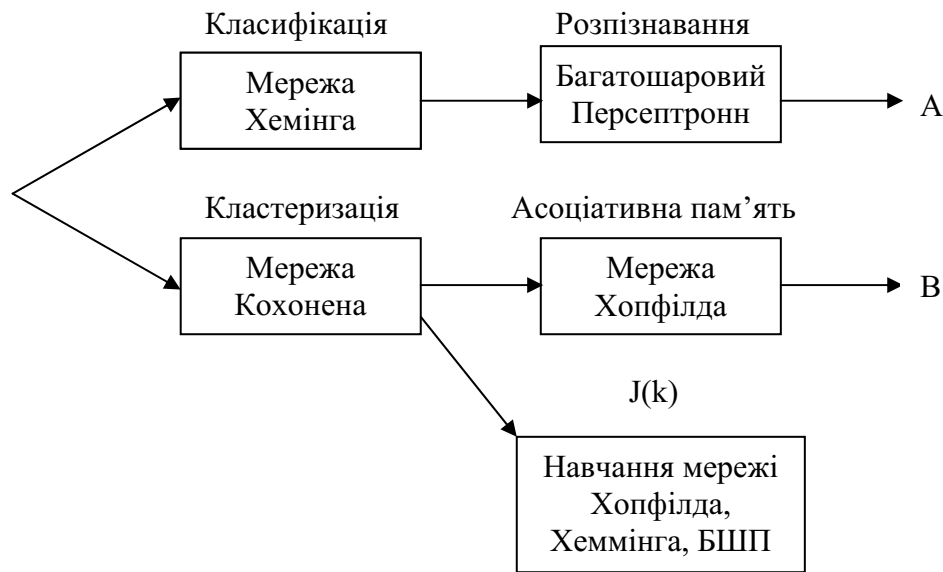 Класифікація
Розпізнавання
Мережа
Хемінга
Багатошаровий
Персептронн
А
Кластеризація
Асоціативна пам’ять
Мережа
Кохонена
Мережа
Хопфілда
В
J(k)
Навчання мережі
Хопфілда,
Хеммінга, БШП